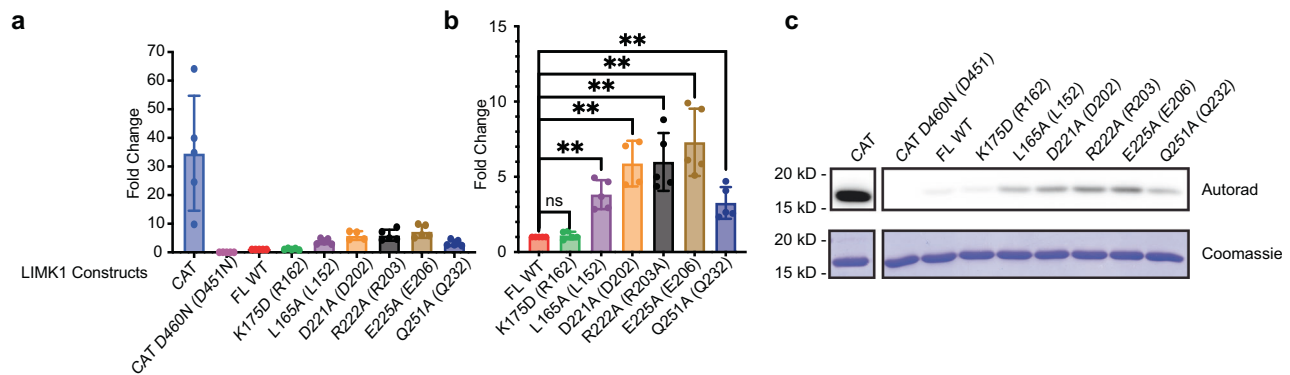 a
Fold Change
70
60
50
40
30
20
10
0
LIMK1 Constructs
CAT
CAT D460N (D451N)
FL WT
K175D (R162)
L165A (L152)
D221A (D202)
R222A (R203)
E225A (E206)
Q251A (Q232)
b
Fold Change
15
10
5
0
**
**
**
**
**
ns
FL WT
K175D (R162)
L165A (L152)
D221A (D202)
R222A (R203A)
E225A (E206)
Q251A (Q232)
c
CAT
CAT D460N (D451)
FL WT
K175D (R162)
L165A (L152)
D221A (D202)
R222A (R203)
E225A (E206)
Q251A (Q232)
20 kD -
15 kD -
Autorad
20 kD -
15 kD -
Coomassie